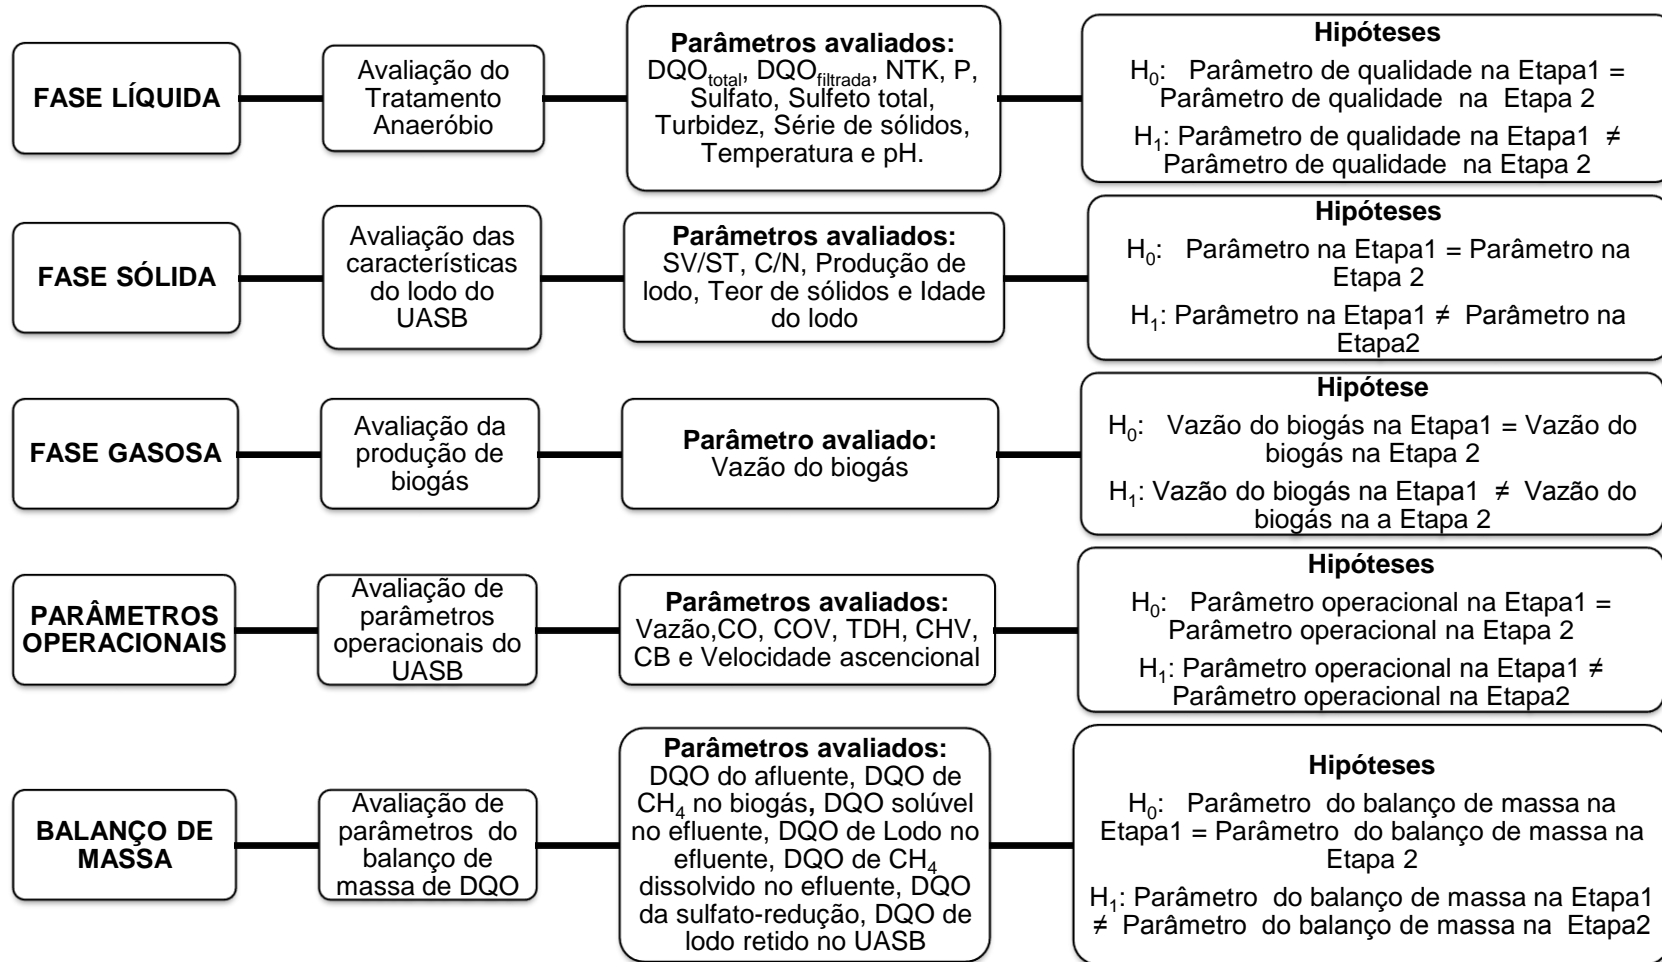 FASE LÍQUIDA
Avaliação do
Tratamento
Anaeróbio
Parâmetros avaliados:
DQO_total, DQO_filtrada, NTK, P,
Sulfato, Sulfeto total,
Turbidez, Série de sólidos,
Temperatura e pH.
Hipóteses
H₀: Parâmetro de qualidade na Etapa1 =
Parâmetro de qualidade na Etapa 2
H₁: Parâmetro de qualidade na Etapa1 ≠
Parâmetro de qualidade na Etapa 2
FASE SÓLIDA
Avaliação das
características
do lodo do
UASB
Parâmetros avaliados:
SV/ST, C/N, Produção de
lodo, Teor de sólidos e Idade
do lodo
Hipóteses
H₀: Parâmetro na Etapa1 = Parâmetro na
Etapa 2
H₁: Parâmetro na Etapa1 ≠ Parâmetro na
Etapa2
FASE GASOSA
Avaliação da
produção de
biogás
Parâmetro avaliado:
Vazão do biogás
Hipótese
H₀: Vazão do biogás na Etapa1 = Vazão do
biogás na Etapa 2
H₁: Vazão do biogás na Etapa1 ≠ Vazão do
biogás na a Etapa 2
PARÂMETROS
OPERACIONAIS
Avaliação de
parâmetros
operacionais do
UASB
Parâmetros avaliados:
Vazão,CO, COV, TDH, CHV,
CB e Velocidade ascencional
Hipóteses
H₀: Parâmetro operacional na Etapa1 =
Parâmetro operacional na Etapa 2
H₁: Parâmetro operacional na Etapa1 ≠
Parâmetro operacional na Etapa2
BALANÇO DE
MASSA
Avaliação de
parâmetros do
balanço de
massa de DQO
Parâmetros avaliados:
DQO do afluente, DQO de
CH₄ no biogás, DQO solúvel
no efluente, DQO de Lodo no
efluente, DQO de CH₄
dissolvido no efluente, DQO
da sulfato-redução, DQO de
lodo retido no UASB
Hipóteses
H₀: Parâmetro do balanço de massa na
Etapa1 = Parâmetro do balanço de massa na
Etapa 2
H₁: Parâmetro do balanço de massa na Etapa1
≠ Parâmetro do balanço de massa na Etapa2